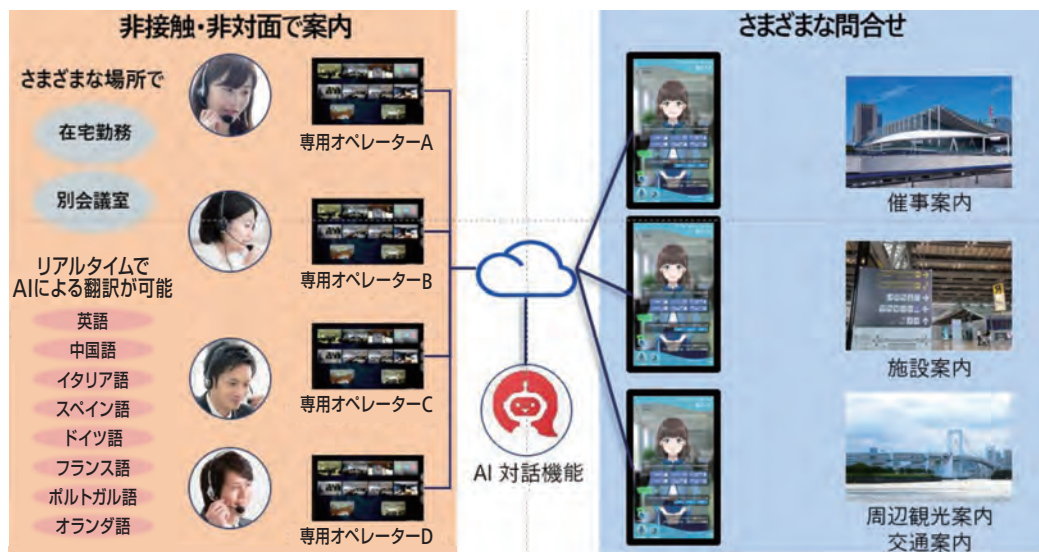 非接触・非対面で案内
さまざまな場所で
在宅勤務
別会議室
リアルタイムで
AIによる翻訳が可能
英語
中国語
イタリア語
スペイン語
ドイツ語
フランス語
ポルトガル語
オランダ語
専用オペレーターA
専用オペレーターB
専用オペレーターC
専用オペレーターD
AI 対話機能
さまざまな問合せ
催事案内
施設案内
周辺観光案内
交通案内